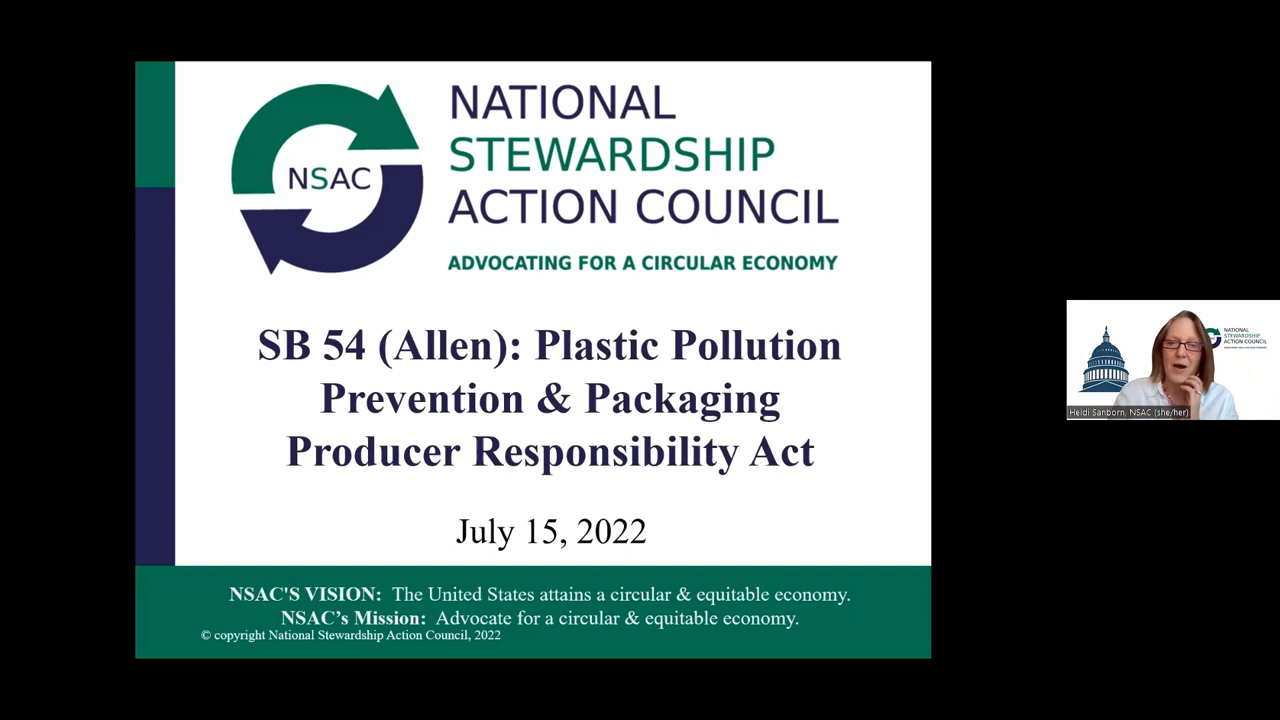 NSAC
NATIONAL
STEWARDSHIP
ACTION COUNCIL
ADVOCATING FOR A CIRCULAR ECONOMY
SB 54 (Allen): Plastic Pollution
Prevention & Packaging
Producer Responsibility Act
July 15, 2022
NSAC'S VISION: The United States attains a circular & equitable economy.
NSAC’s Mission: Advocate for a circular & equitable economy.
© copyright National Stewardship Action Council, 2022
NATIONAL
STEWARDSHIP
ACTION COUNCIL
Heidi Sanborn, NSAC (she/her)